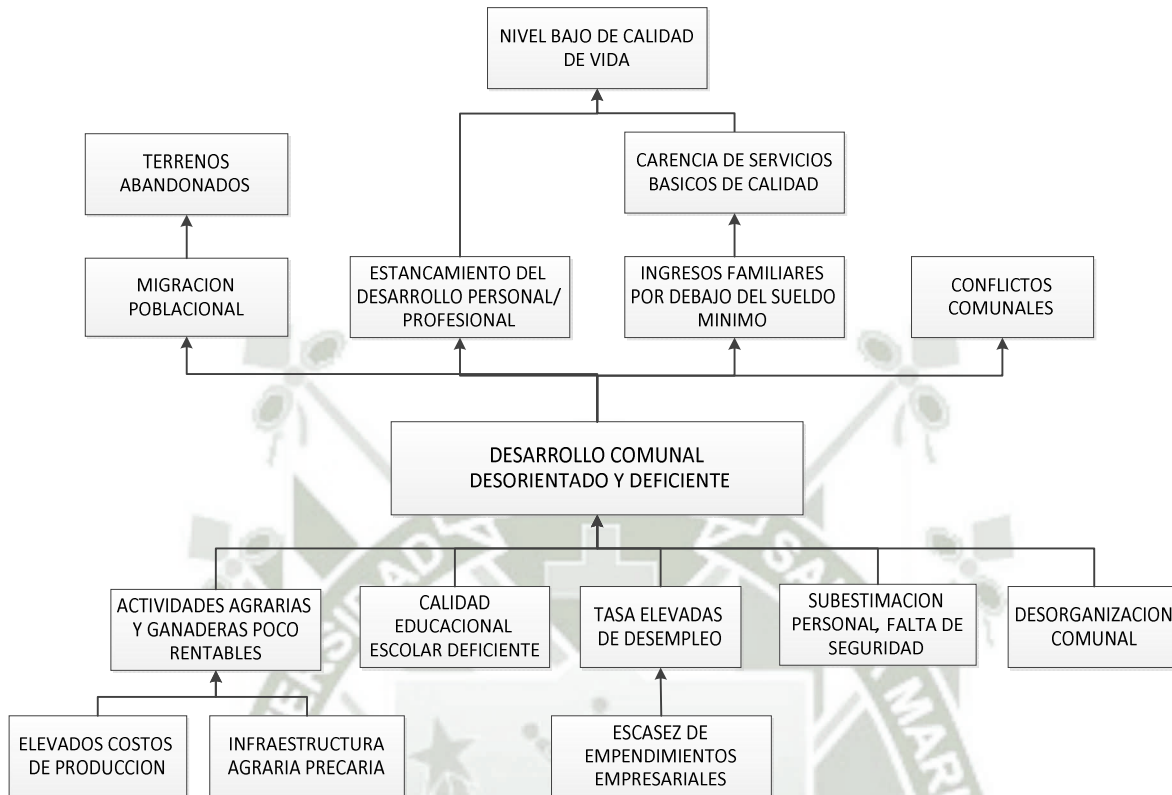 NIVEL BAJO DE CALIDAD
DE VIDA
TERRENOS
ABANDONADOS
CARENCIA DE SERVICIOS
BASICOS DE CALIDAD
MIGRACION
POBLACIONAL
ESTANCAMIENTO DEL
DESARROLLO PERSONAL/
PROFESIONAL
INGRESOS FAMILIARES
POR DEBAJO DEL SUELDO
MINIMO
CONFLICTOS
COMUNALES
DESARROLLO COMUNAL
DESORIENTADO Y DEFICIENTE
ACTIVIDADES AGRARIAS
Y GANADERAS POCO
RENTABLES
CALIDAD
EDUCACIONAL
ESCOLAR DEFICIENTE
TASA ELEVADAS
DE DESEMPLEO
SUBESTIMACION
PERSONAL, FALTA DE
SEGURIDAD
DESORGANIZACION
COMUNAL
ELEVADOS COSTOS
DE PRODUCCION
INFRAESTRUCTURA
AGRARIA PRECARIA
ESCASEZ DE
EMPENDIMIENTOS
EMPRESARIALES